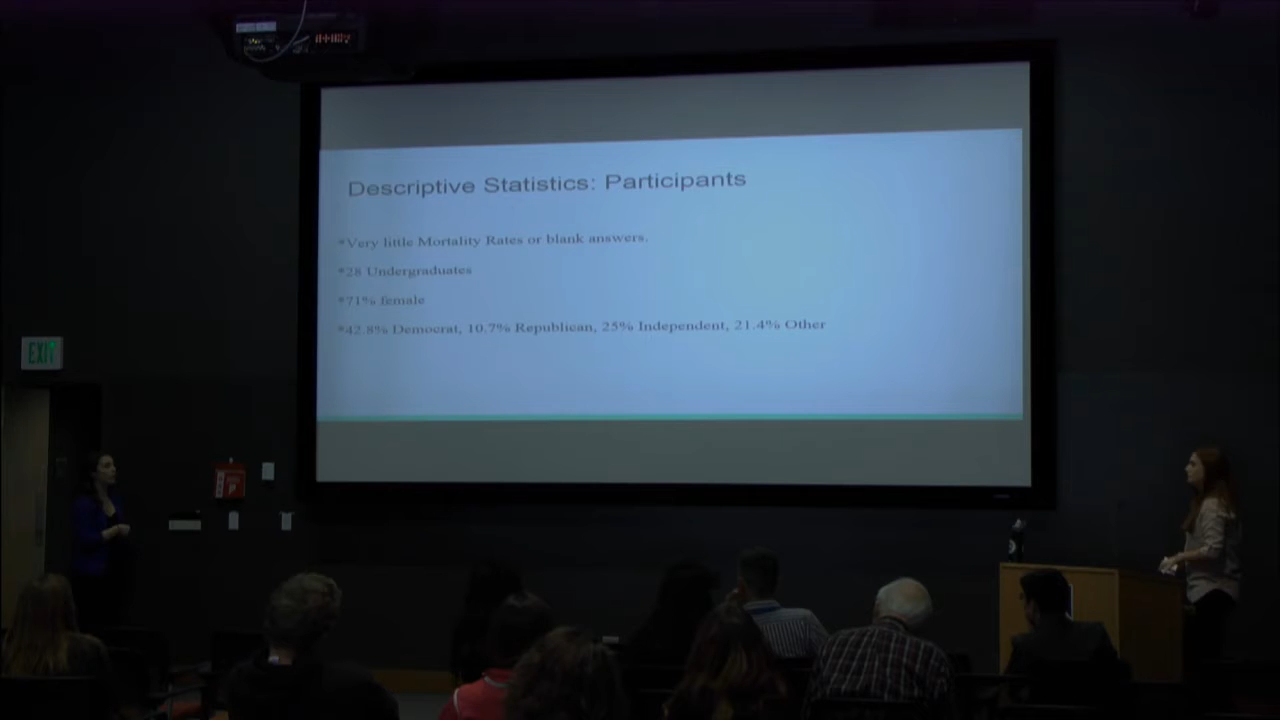 Descriptive Statistics: Participants
*Very little Mortality Rates or blank answers.
*28 Undergraduates
*71% female
*42.8% Democrat, 10.7% Republican, 25% Independent, 21.4% Other
EXIT